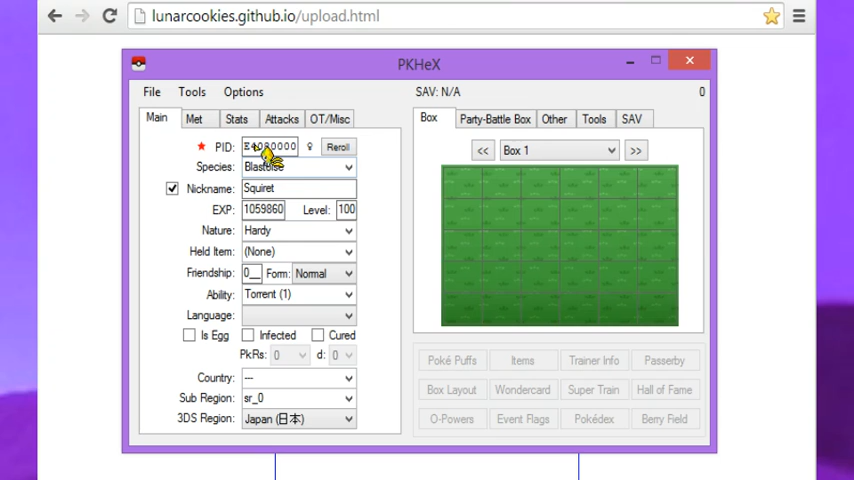 lunarcookies.github.io/upload.html
PKHeX
File Tools Options
SAV: N/A 0
Main Met Stats Attacks OT/Misc
PID: Reroll
Species: Blastoise
Nickname: Squiret
EXP: 1059860 Level: 100
Nature: Hardy
Held Item: (None)
Friendship: 0__ Form: Normal
Ability: Torrent (1)
Language:
Is Egg Infected Cured
PkRs: 0 d: 0
Country: ---
Sub Region: sr_0
3DS Region: Japan (日本)
Box Party-Battle Box Other Tools SAV
<< Box 1 >>
Poké Puffs Items Trainer Info Passerby
Box Layout Wondercard Super Train Hall of Fame
O-Powers Event Flags Pokédex Berry Field